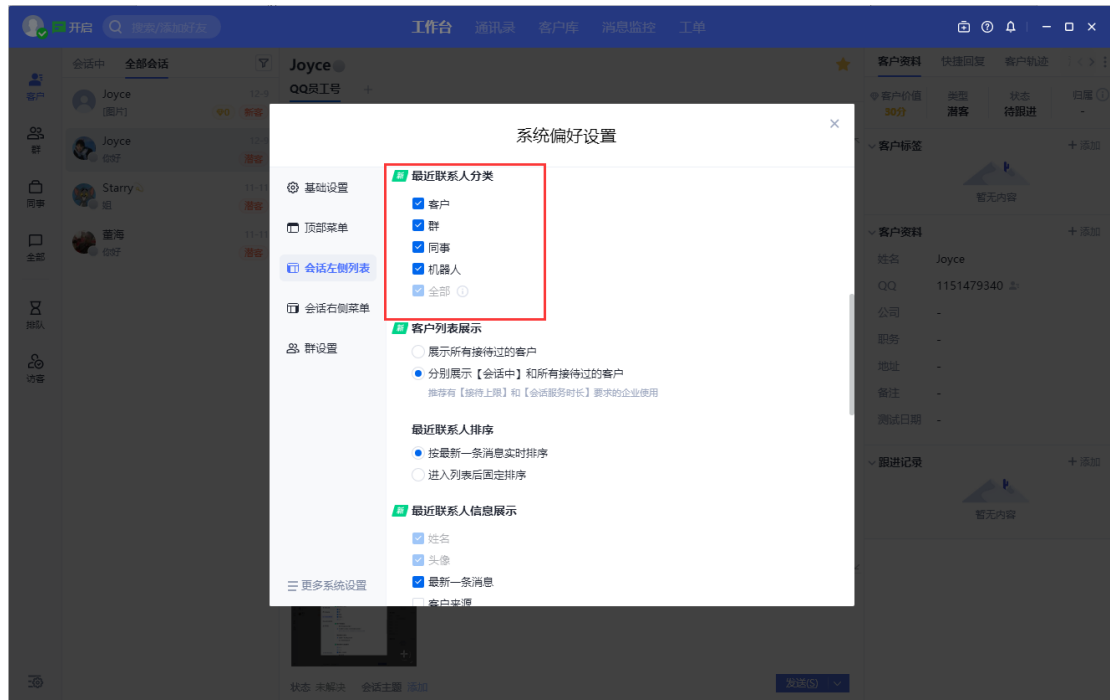 开启
搜索/添加好友
工作台 通讯录 客户库 消息监控 工单
会话中 全部会话
Joyce
客户资料 快捷回复 客户轨迹
客户
QQ员工号
Joyce 12-9
[图片] 新客
客户价值 类型 状态 归属
30分 潜客 待跟进 -
群
Joyce 12-9
你好 潜客
系统偏好设置
客户标签 + 添加
暂无内容
同事
Starry 11-11
姐 潜客
全部
董海 11-11
你好 潜客
排队
访客
基础设置
顶部菜单
会话左侧列表
会话右侧菜单
群设置
更多系统设置
新 最近联系人分类
客户
群
同事
机器人
全部
新 客户列表展示
展示所有接待过的客户
分别展示【会话中】和所有接待过的客户
推荐有【接待上限】和【会话服务时长】要求的企业使用
最近联系人排序
按最新一条消息实时排序
进入列表后固定排序
新 最近联系人信息展示
姓名
头像
最新一条消息
客户来源
客户资料 + 添加
姓名 Joyce
QQ 1151479340
公司 -
职务 -
地址 -
备注 -
测试日期 -
跟进记录 + 添加
暂无内容
状态 未解决 会话主题 添加
发送(S)